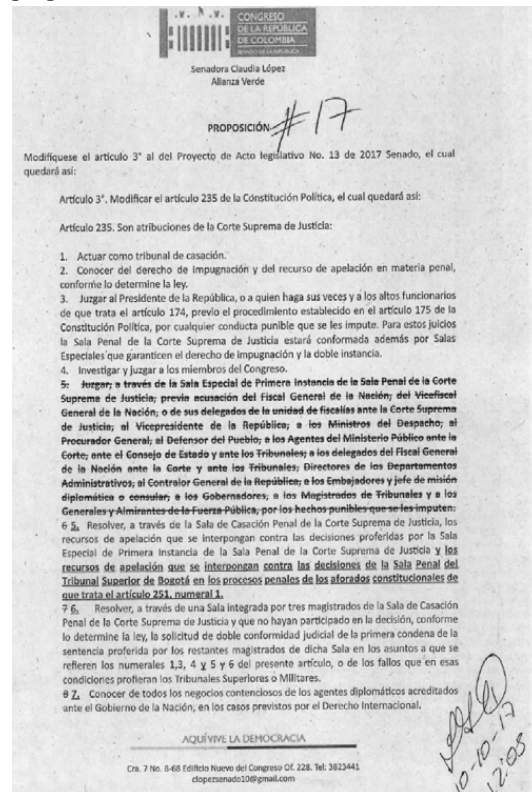 CONGRESO
DE LA REPÚBLICA
DE COLOMBIA
SENADO DE LA REPÚBLICA
Senadora Claudia López
Alianza Verde
PROPOSICIÓN #17
Modifíquese el artículo 3° al del Proyecto de Acto legislativo No. 13 de 2017 Senado, el cual
quedará así:
Artículo 3°. Modificar el artículo 235 de la Constitución Política, el cual quedará así:
Artículo 235. Son atribuciones de la Corte Suprema de Justicia:
1. Actuar como tribunal de casación.
2. Conocer del derecho de impugnación y del recurso de apelación en materia penal,
conforme lo determine la ley.
3. Juzgar al Presidente de la República, o a quien haga sus veces y a los altos funcionarios
de que trata el artículo 174, previo el procedimiento establecido en el artículo 175 de la
Constitución Política, por cualquier conducta punible que se les impute. Para estos juicios
la Sala Penal de la Corte Suprema de Justicia estará conformada además por Salas
Especiales que garanticen el derecho de impugnación y la doble instancia.
4. Investigar y juzgar a los miembros del Congreso.
5. Juzgar, a través de la Sala Especial de Primera Instancia de la Sala Penal de la Corte
Suprema de Justicia, previa acusación del Fiscal General de la Nación, del Vicefiscal
General de la Nación, o de sus delegados de la unidad de fiscalías ante la Corte Suprema
de Justicia, al Vicepresidente de la República; a los Ministros del Despacho; al
Procurador General; al Defensor del Pueblo; a los Agentes del Ministerio Público ante la
Corte, ante el Consejo de Estado y ante los Tribunales; a los delegados del Fiscal General
de la Nación ante la Corte y ante los Tribunales; Directores de los Departamentos
Administrativos; al Contralor General de la República; a los Embajadores y jefe de misión
diplomática o consular; a los Gobernadores; a los Magistrados de Tribunales y a los
Generales y Almirantes de la Fuerza Pública, por los hechos punibles que se les imputen.
6 5. Resolver, a través de la Sala de Casación Penal de la Corte Suprema de Justicia, los
recursos de apelación que se interpongan contra las decisiones proferidas por la Sala
Especial de Primera Instancia de la Sala Penal de la Corte Suprema de Justicia y los
recursos de apelación que se interpongan contra las decisiones de la Sala Penal del
Tribunal Superior de Bogotá en los procesos penales de los aforados constitucionales de
que trata el artículo 251, numeral 1.
7 6. Resolver, a través de una Sala integrada por tres magistrados de la Sala de Casación
Penal de la Corte Suprema de Justicia y que no hayan participado en la decisión, conforme
lo determine la ley, la solicitud de doble conformidad judicial de la primera condena de la
sentencia proferida por los restantes magistrados de dicha Sala en los asuntos a que se
refieren los numerales 1,3, 4 y 5 y 6 del presente artículo, o de los fallos que en esas
condiciones profieran los Tribunales Superiores o Militares.
8 7. Conocer de todos los negocios contenciosos de los agentes diplomáticos acreditados
ante el Gobierno de la Nación, en los casos previstos por el Derecho Internacional.
AQUÍ VIVE LA DEMOCRACIA
Cra. 7 No. 8-68 Edificio Nuevo del Congreso Of. 228. Tel: 3823441
clopezsenado10@gmail.com
10-10-17
12:05